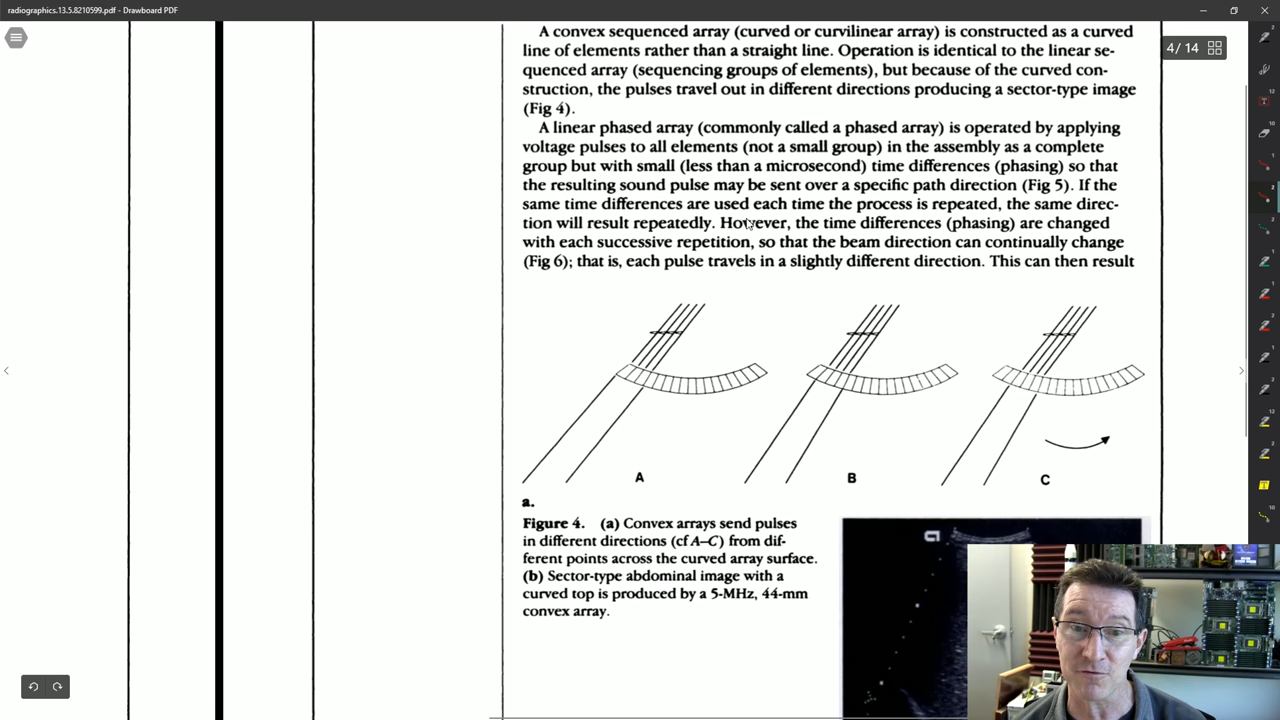 radiographics.13.5.8210599.pdf - Drawboard PDF
4 / 14
A convex sequenced array (curved or curvilinear array) is constructed as a curved
line of elements rather than a straight line. Operation is identical to the linear se-
quenced array (sequencing groups of elements), but because of the curved con-
struction, the pulses travel out in different directions producing a sector-type image
(Fig 4).
A linear phased array (commonly called a phased array) is operated by applying
voltage pulses to all elements (not a small group) in the assembly as a complete
group but with small (less than a microsecond) time differences (phasing) so that
the resulting sound pulse may be sent over a specific path direction (Fig 5). If the
same time differences are used each time the process is repeated, the same direc-
tion will result repeatedly. However, the time differences (phasing) are changed
with each successive repetition, so that the beam direction can continually change
(Fig 6); that is, each pulse travels in a slightly different direction. This can then result
A
B
C
a.
Figure 4. (a) Convex arrays send pulses
in different directions (cf A–C) from dif-
ferent points across the curved array surface.
(b) Sector-type abdominal image with a
curved top is produced by a 5-MHz, 44-mm
convex array.